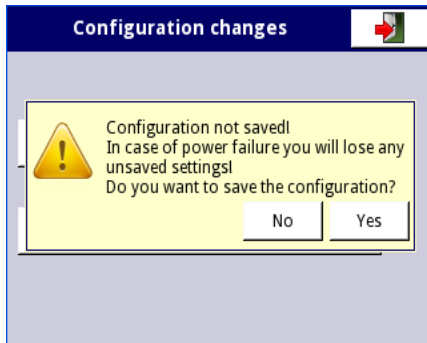 Configuration changes
Configuration not saved!
In case of power failure you will lose any
unsaved settings!
Do you want to save the configuration?
No Yes